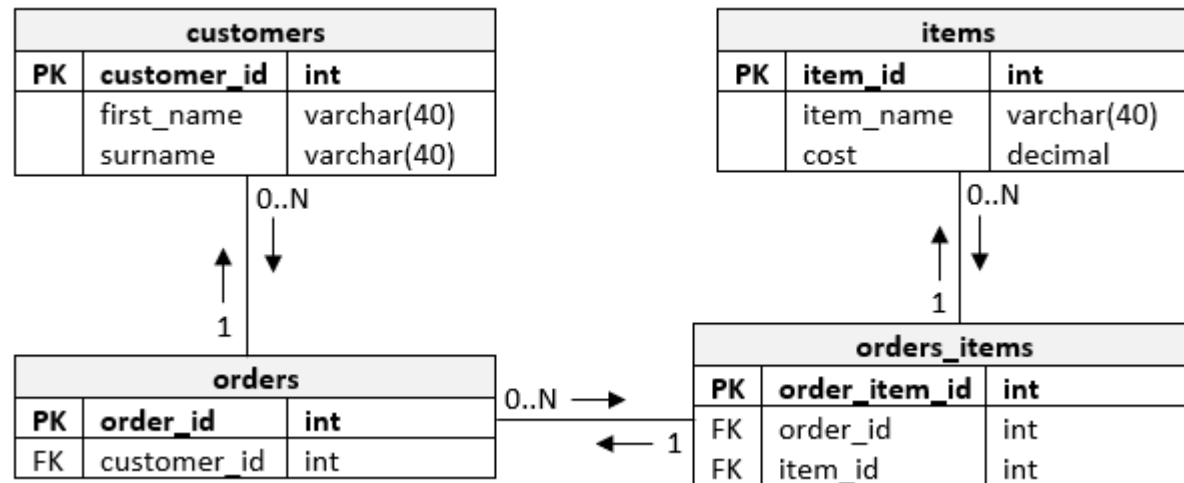 customers
PK customer_id int
first_name varchar(40)
surname varchar(40)
items
PK item_id int
item_name varchar(40)
cost decimal
0..N
1
0..N
1
orders
PK order_id int
FK customer_id int
0..N
1
orders_items
PK order_item_id int
FK order_id int
FK item_id int